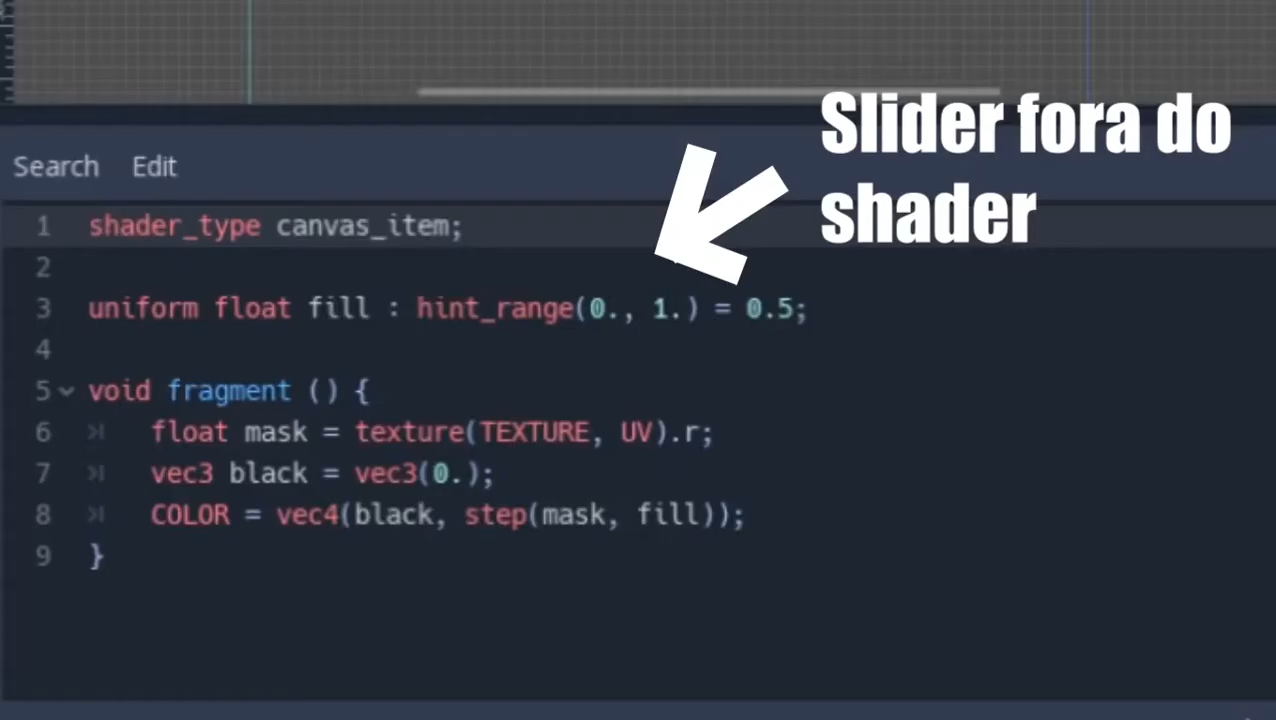 Slider fora do
shader
Search Edit
1 shader_type canvas_item;
2
3 uniform float fill : hint_range(0., 1.) = 0.5;
4
5 void fragment () {
6 float mask = texture(TEXTURE, UV).r;
7 vec3 black = vec3(0.);
8 COLOR = vec4(black, step(mask, fill));
9 }